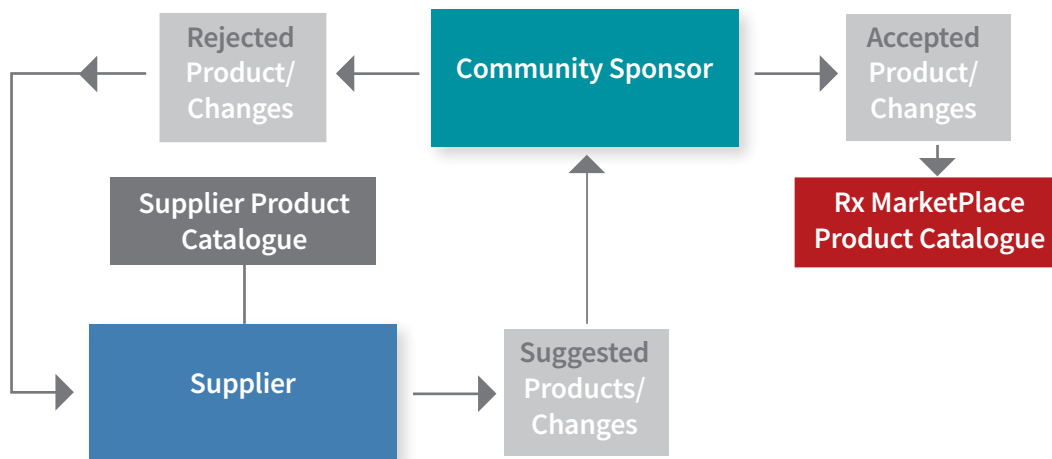 Rejected
Product/
Changes
Community Sponsor
Accepted
Product/
Changes
Supplier Product
Catalogue
Rx MarketPlace
Product Catalogue
Supplier
Suggested
Products/
Changes